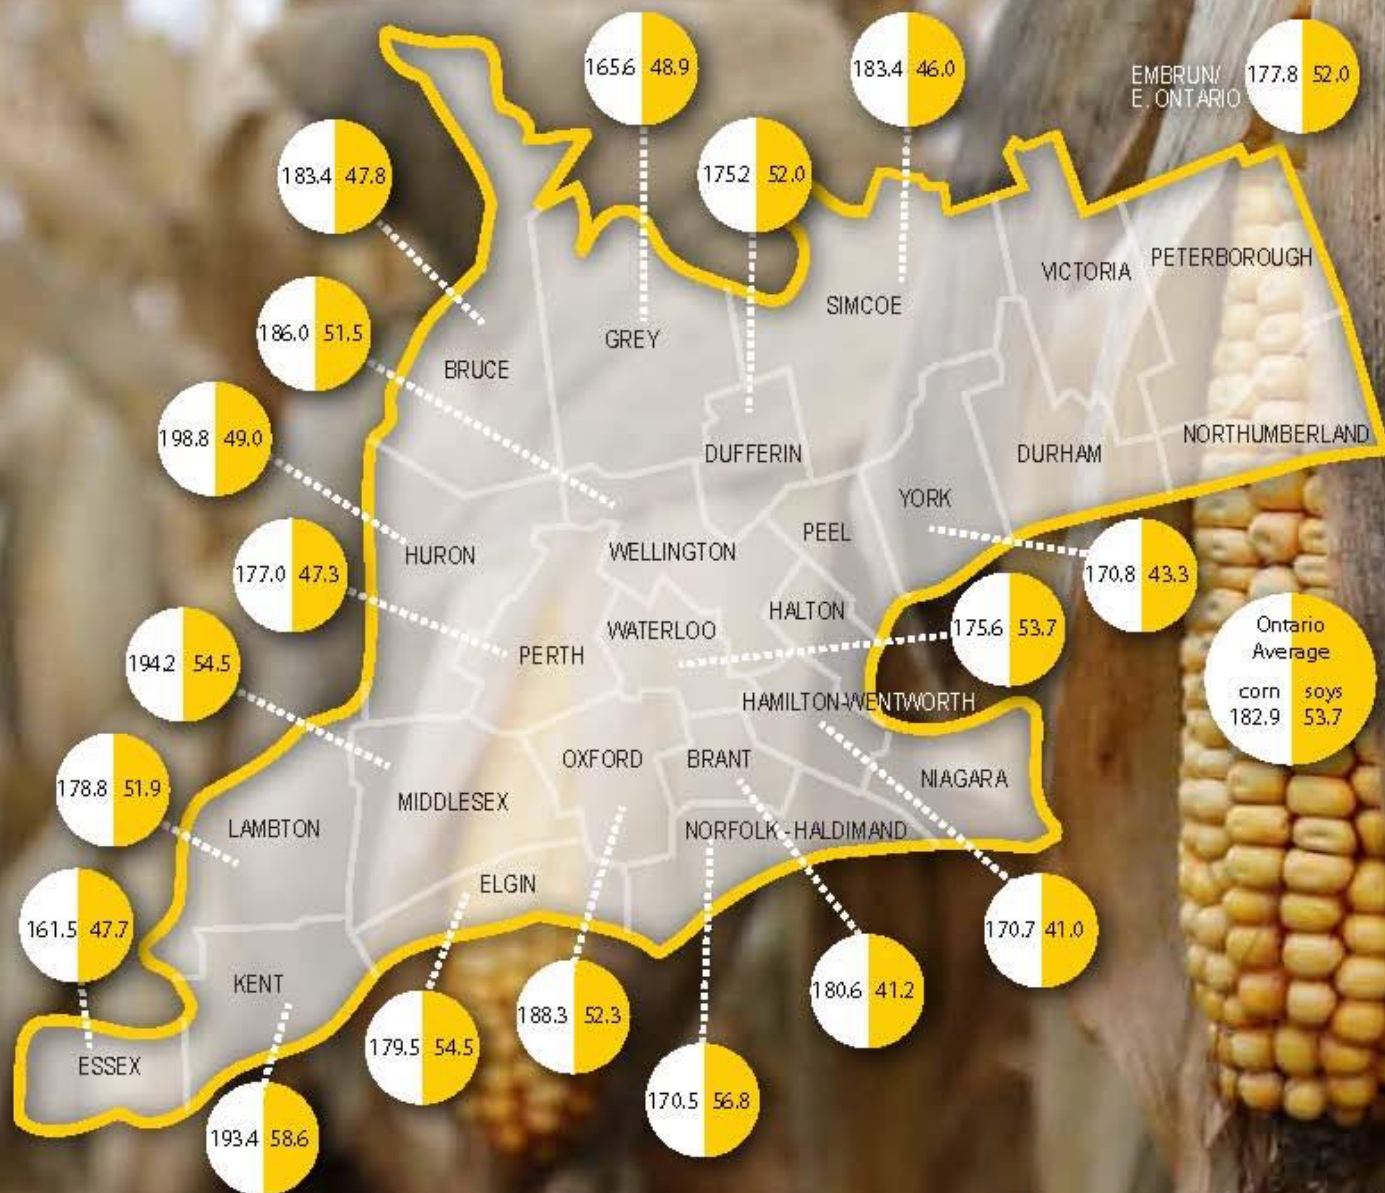 165.6 48.9
183.4 46.0
EMBRUN/
E. ONTARIO
177.8 52.0
183.4 47.8
175.2 52.0
VICTORIA
PETERBOROUGH
SIMCOE
186.0 51.5
GREY
BRUCE
198.8 49.0
DUFFERIN
DURHAM
NORTHUMBERLAND
YORK
PEEL
HURON
WELLINGTON
177.0 47.3
170.8 43.3
HALTON
WATERLOO
175.6 53.7
PERTH
194.2 54.5
Ontario
Average
corn soys
182.9 53.7
HAMILTON-WENTWORTH
OXFORD
BRANT
NIAGARA
178.8 51.9
MIDDLESEX
LAMBTON
NORFOLK - HALDIMAND
ELGIN
161.5 47.7
170.7 41.0
KENT
180.6 41.2
188.3 52.3
179.5 54.5
ESSEX
170.5 56.8
193.4 58.6